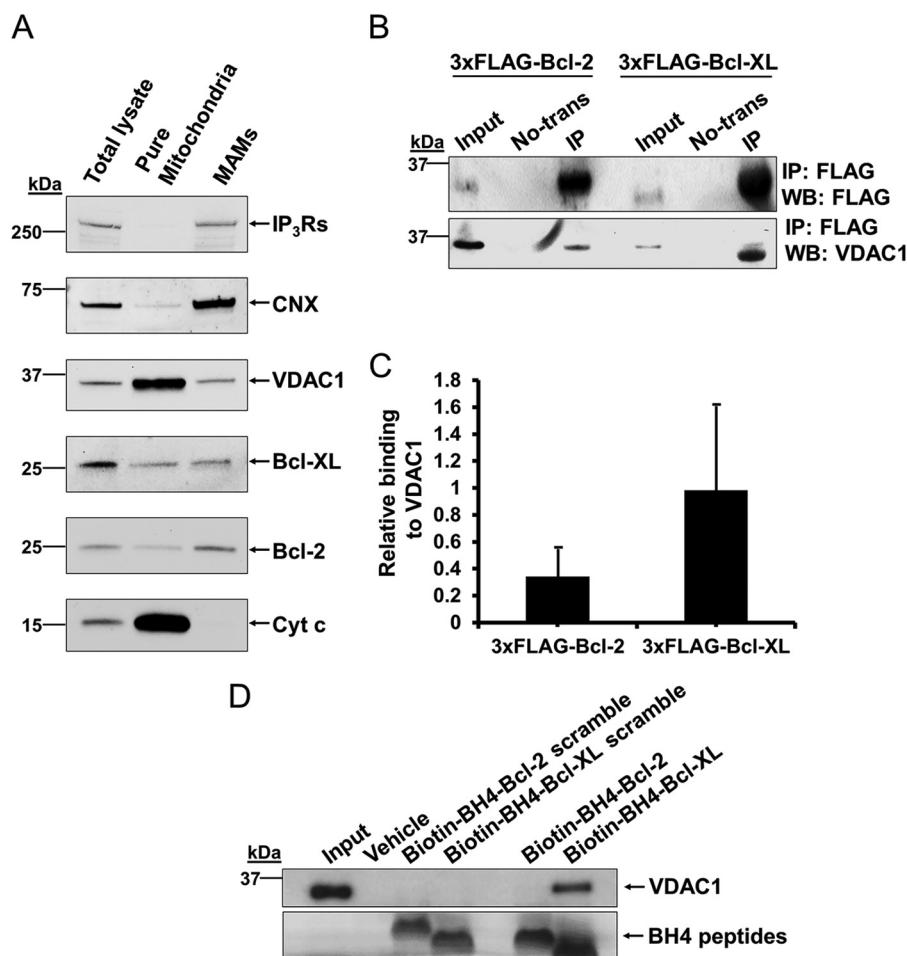 A
Total lysate
Pure
Mitochondria
MAMs
kDa
250
IP3Rs
75
CNX
37
VDAC1
25
Bcl-XL
25
Bcl-2
15
Cyt c
B
3xFLAG-Bcl-2
3xFLAG-Bcl-XL
Input
No-trans
IP
Input
No-trans
IP
kDa
37
IP: FLAG
WB: FLAG
37
IP: FLAG
WB: VDAC1
C
Relative binding
to VDAC1
1.8
1.6
1.4
1.2
1
0.8
0.6
0.4
0.2
0
3xFLAG-Bcl-2
3xFLAG-Bcl-XL
D
Input
Vehicle
Biotin-BH4-Bcl-2 scramble
Biotin-BH4-Bcl-XL scramble
Biotin-BH4-Bcl-2
Biotin-BH4-Bcl-XL
kDa
37
VDAC1
BH4 peptides